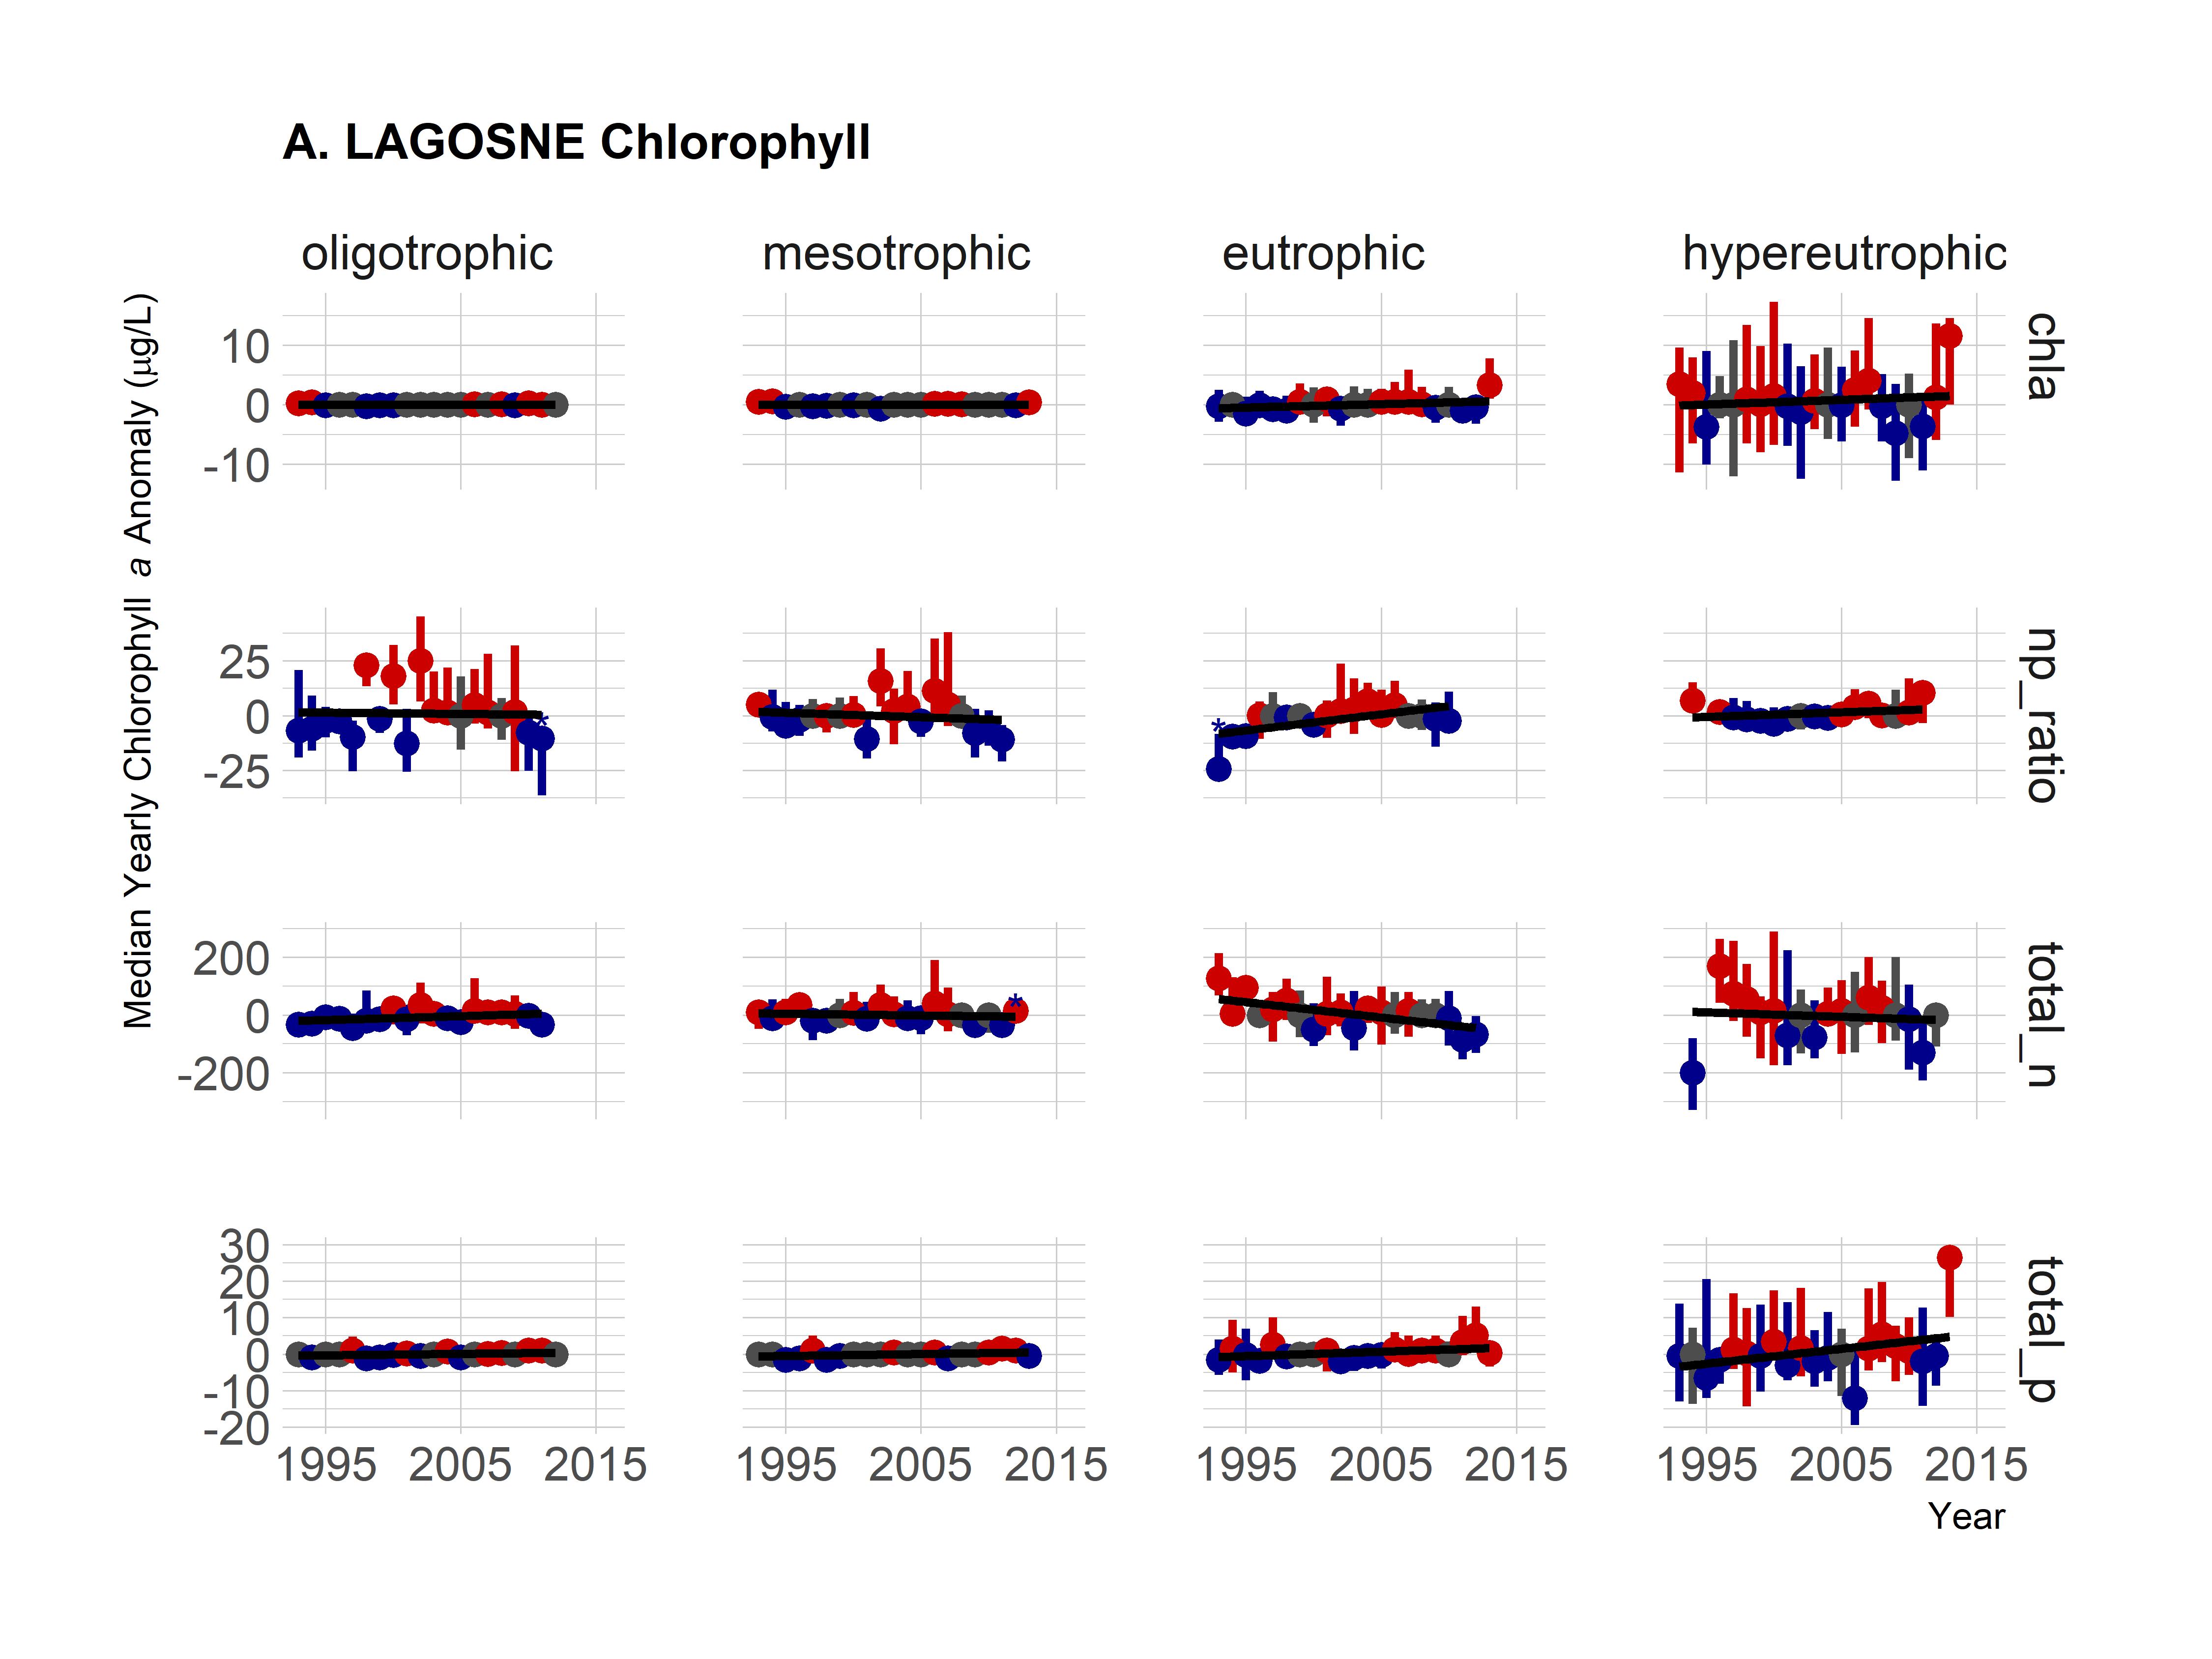 A. LAGOSNE Chlorophyll
oligotrophic mesotrophic eutrophic hypereutrophic
Median Yearly Chlorophyll a Anomaly (µg/L)
10
0
-10
chla
25
0
-25
np_ratio
*
*
200
0
-200
total_n
*
30
20
10
0
-10
-20
total_p
1995 2005 2015 1995 2005 2015 1995 2005 2015 1995 2005 2015
Year